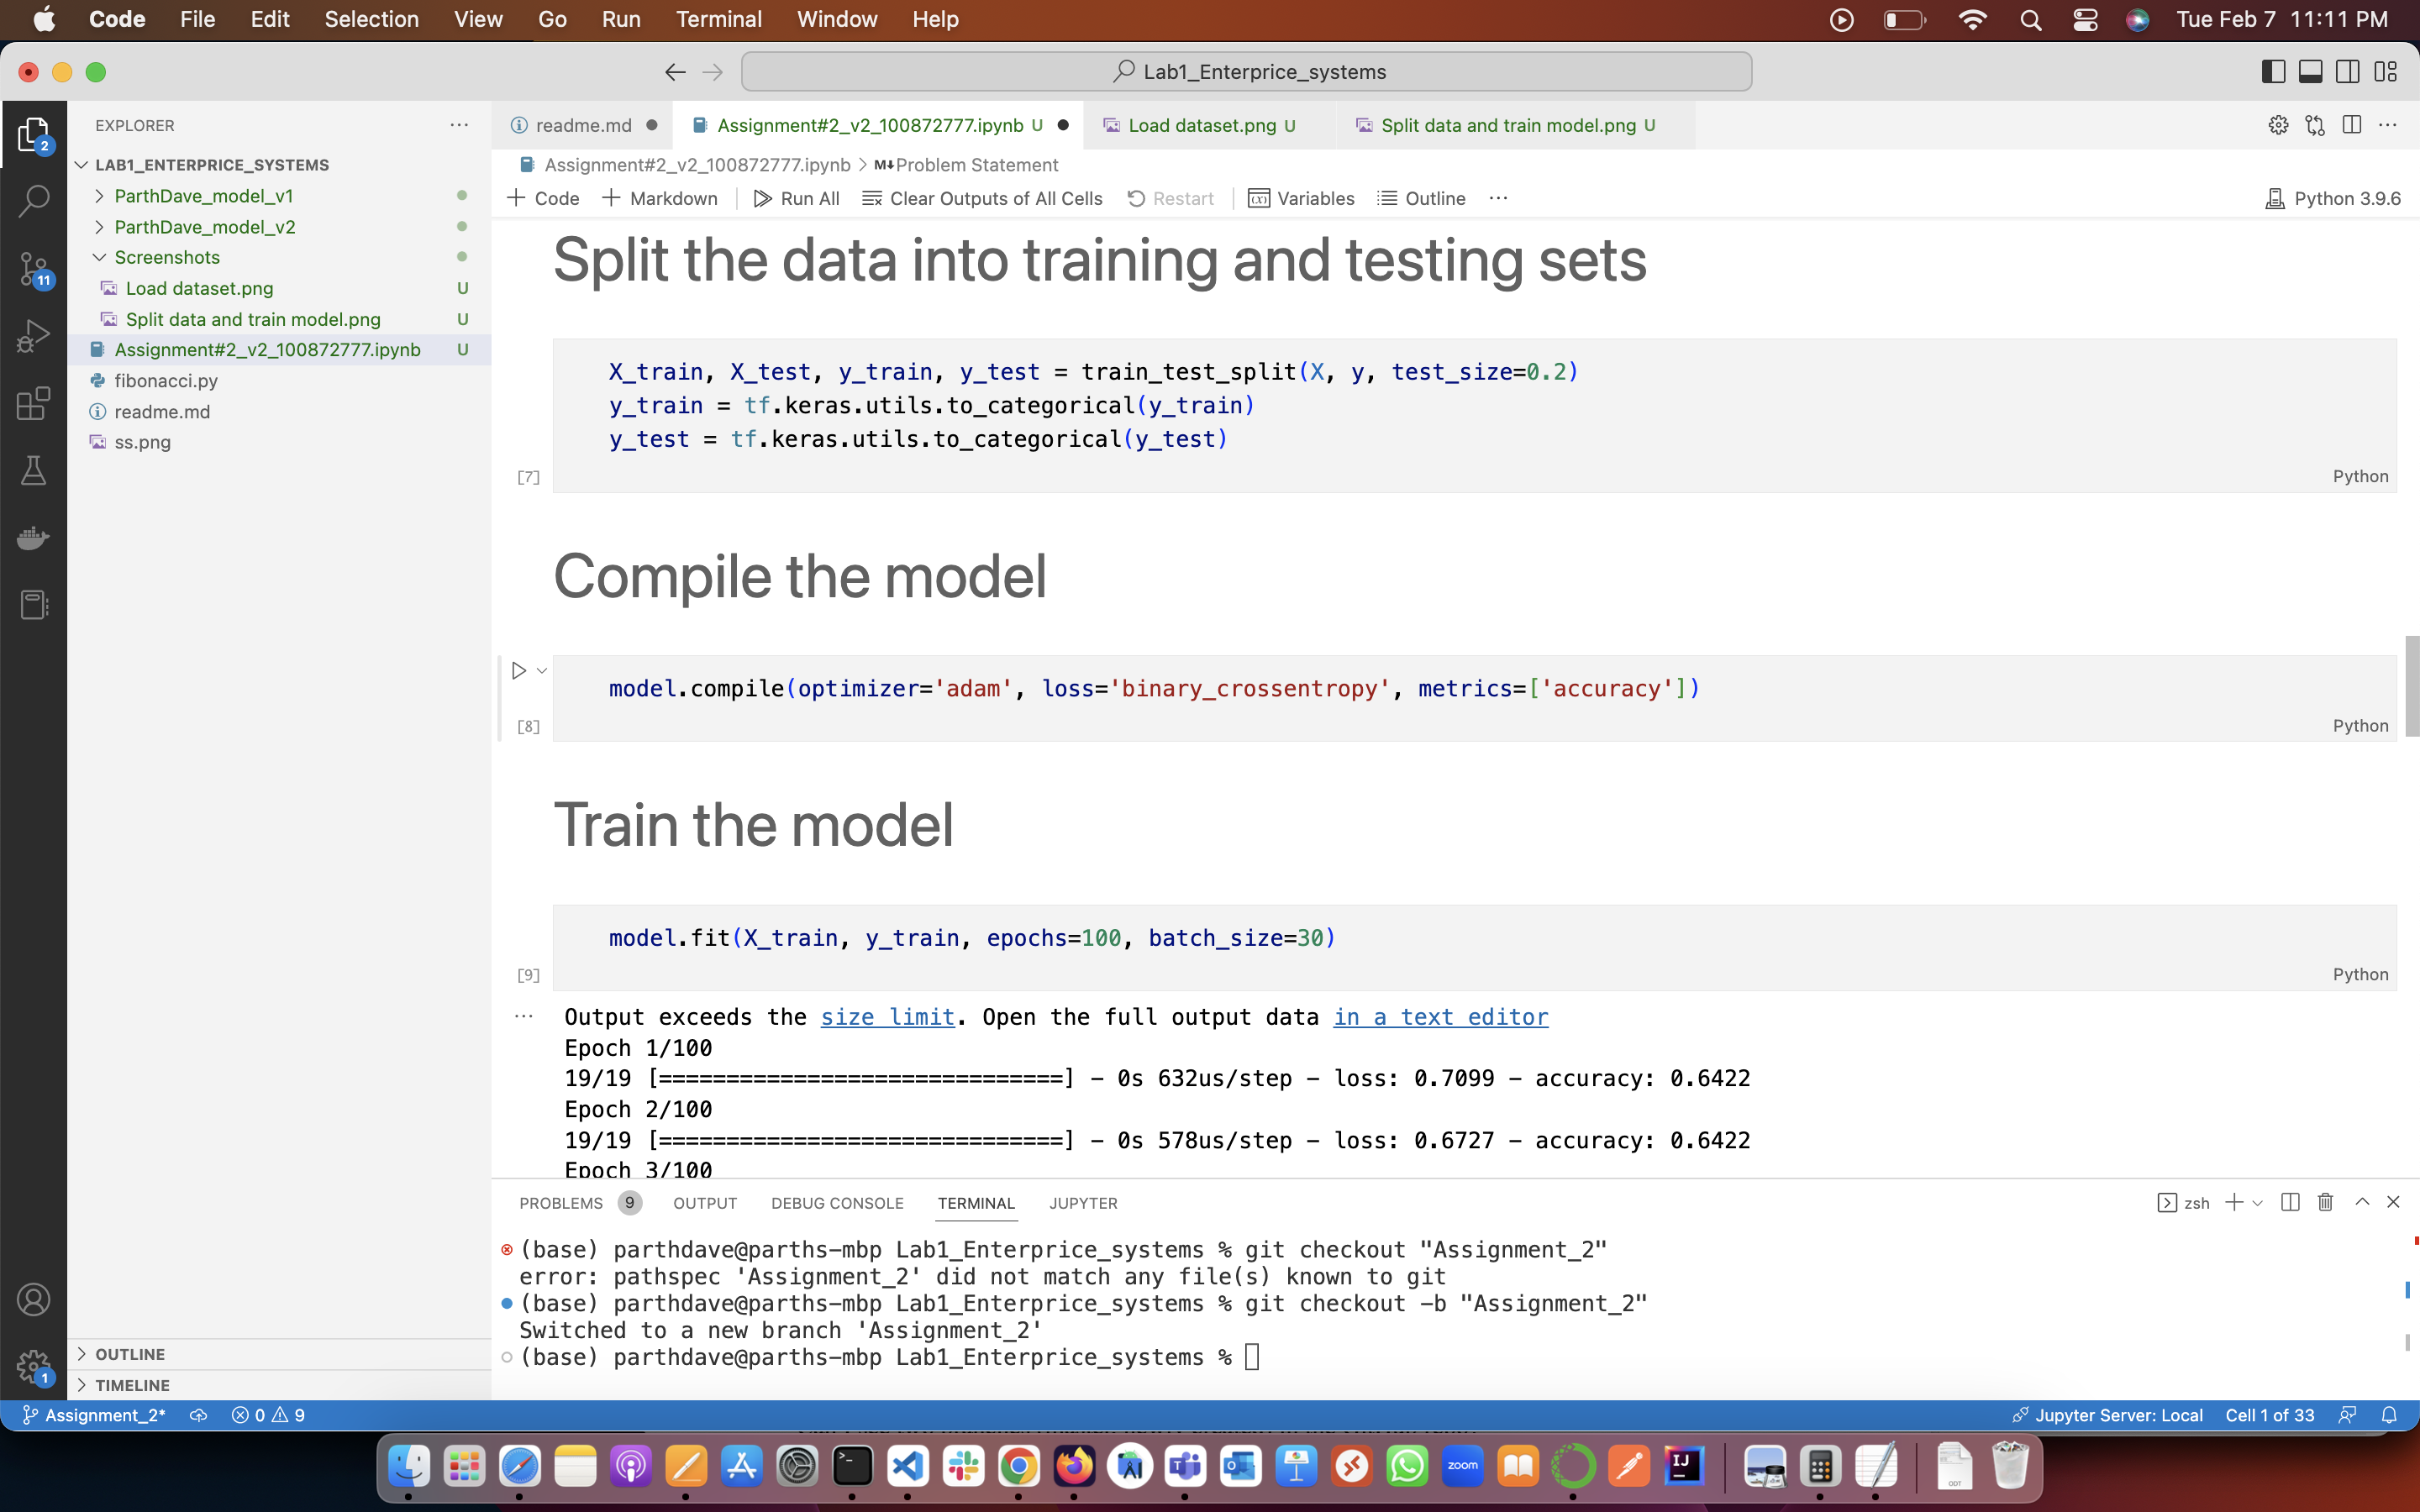 Code File Edit Selection View Go Run Terminal Window Help Tue Feb 7 11:11 PM
Lab1_Enterprice_systems
EXPLORER
LAB1_ENTERPRICE_SYSTEMS
ParthDave_model_v1
ParthDave_model_v2
Screenshots
Load dataset.png U
Split data and train model.png U
Assignment#2_v2_100872777.ipynb U
fibonacci.py
readme.md
ss.png
OUTLINE
TIMELINE
2
11
1
readme.md Assignment#2_v2_100872777.ipynb U Load dataset.png U Split data and train model.png U
Assignment#2_v2_100872777.ipynb > M↓Problem Statement
+ Code + Markdown Run All Clear Outputs of All Cells Restart Variables Outline ... Python 3.9.6
Split the data into training and testing sets
X_train, X_test, y_train, y_test = train_test_split(X, y, test_size=0.2)
y_train = tf.keras.utils.to_categorical(y_train)
y_test = tf.keras.utils.to_categorical(y_test)
[7] Python
Compile the model
model.compile(optimizer='adam', loss='binary_crossentropy', metrics=['accuracy'])
[8] Python
Train the model
model.fit(X_train, y_train, epochs=100, batch_size=30)
[9] Python
... Output exceeds the size limit. Open the full output data in a text editor
Epoch 1/100
19/19 [==============================] - 0s 632us/step - loss: 0.7099 - accuracy: 0.6422
Epoch 2/100
19/19 [==============================] - 0s 578us/step - loss: 0.6727 - accuracy: 0.6422
Epoch 3/100
PROBLEMS 9 OUTPUT DEBUG CONSOLE TERMINAL JUPYTER zsh
(base) parthdave@parths-mbp Lab1_Enterprice_systems % git checkout "Assignment_2"
error: pathspec 'Assignment_2' did not match any file(s) known to git
(base) parthdave@parths-mbp Lab1_Enterprice_systems % git checkout -b "Assignment_2"
Switched to a new branch 'Assignment_2'
(base) parthdave@parths-mbp Lab1_Enterprice_systems %
Assignment_2* 0 9 Jupyter Server: Local Cell 1 of 33
zoom
IJ
ODT